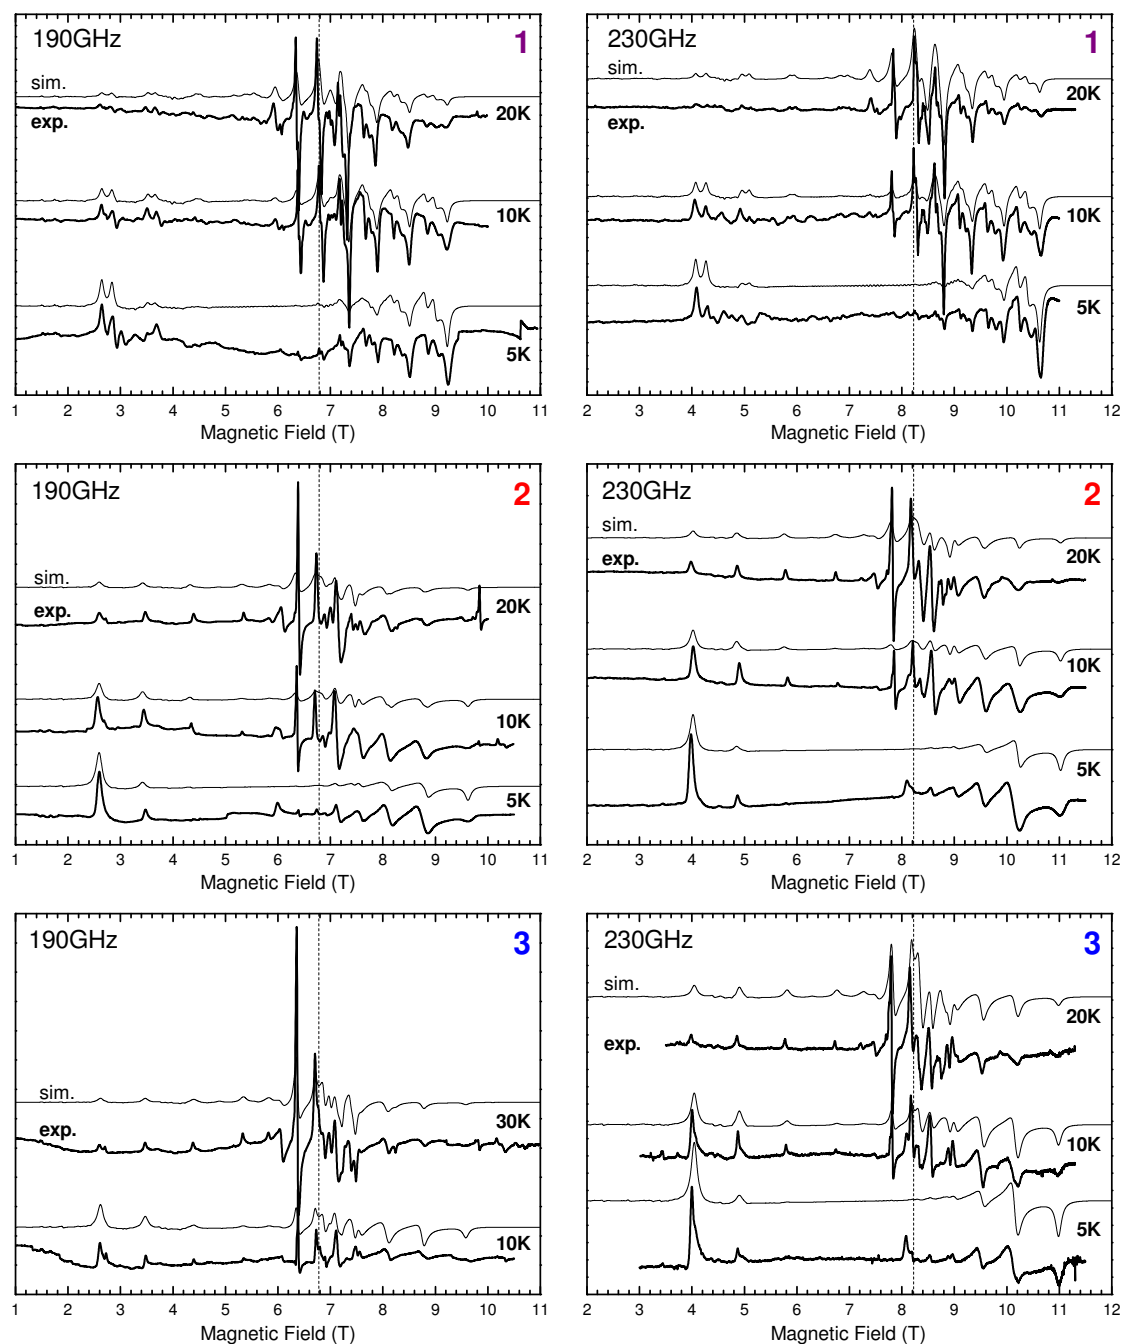 190GHz 1
sim.
exp.
20K
10K
5K
1 2 3 4 5 6 7 8 9 10 11
Magnetic Field (T)
230GHz 1
sim.
20K
exp.
10K
5K
2 3 4 5 6 7 8 9 10 11 12
Magnetic Field (T)
190GHz 2
sim.
exp.
20K
10K
5K
1 2 3 4 5 6 7 8 9 10 11
Magnetic Field (T)
230GHz 2
sim.
exp.
20K
10K
5K
2 3 4 5 6 7 8 9 10 11 12
Magnetic Field (T)
190GHz 3
sim.
30K
exp.
10K
1 2 3 4 5 6 7 8 9 10 11
Magnetic Field (T)
230GHz 3
sim.
20K
exp.
10K
5K
2 3 4 5 6 7 8 9 10 11 12
Magnetic Field (T)